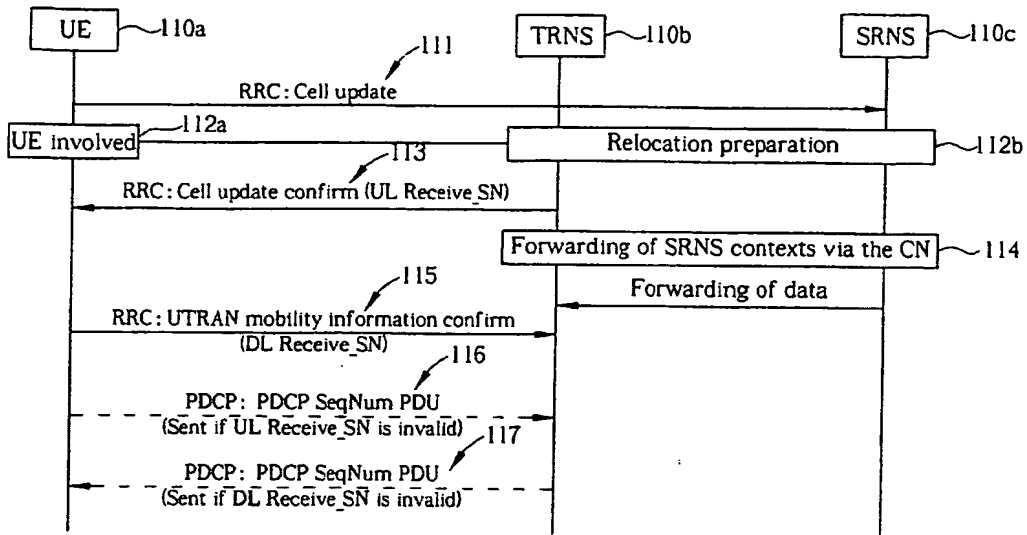 UE
110a
TRNS
110b
SRNS
110c
111
RRC: Cell update
UE involved
112a
Relocation preparation
112b
113
RRC: Cell update confirm (UL Receive_SN)
Forwarding of SRNS contexts via the CN
114
Forwarding of data
115
RRC: UTRAN mobility information confirm
(DL Receive_SN)
116
PDCP: PDCP SeqNum PDU
(Sent if UL Receive_SN is invalid)
117
PDCP: PDCP SeqNum PDU
(Sent if DL Receive_SN is invalid)